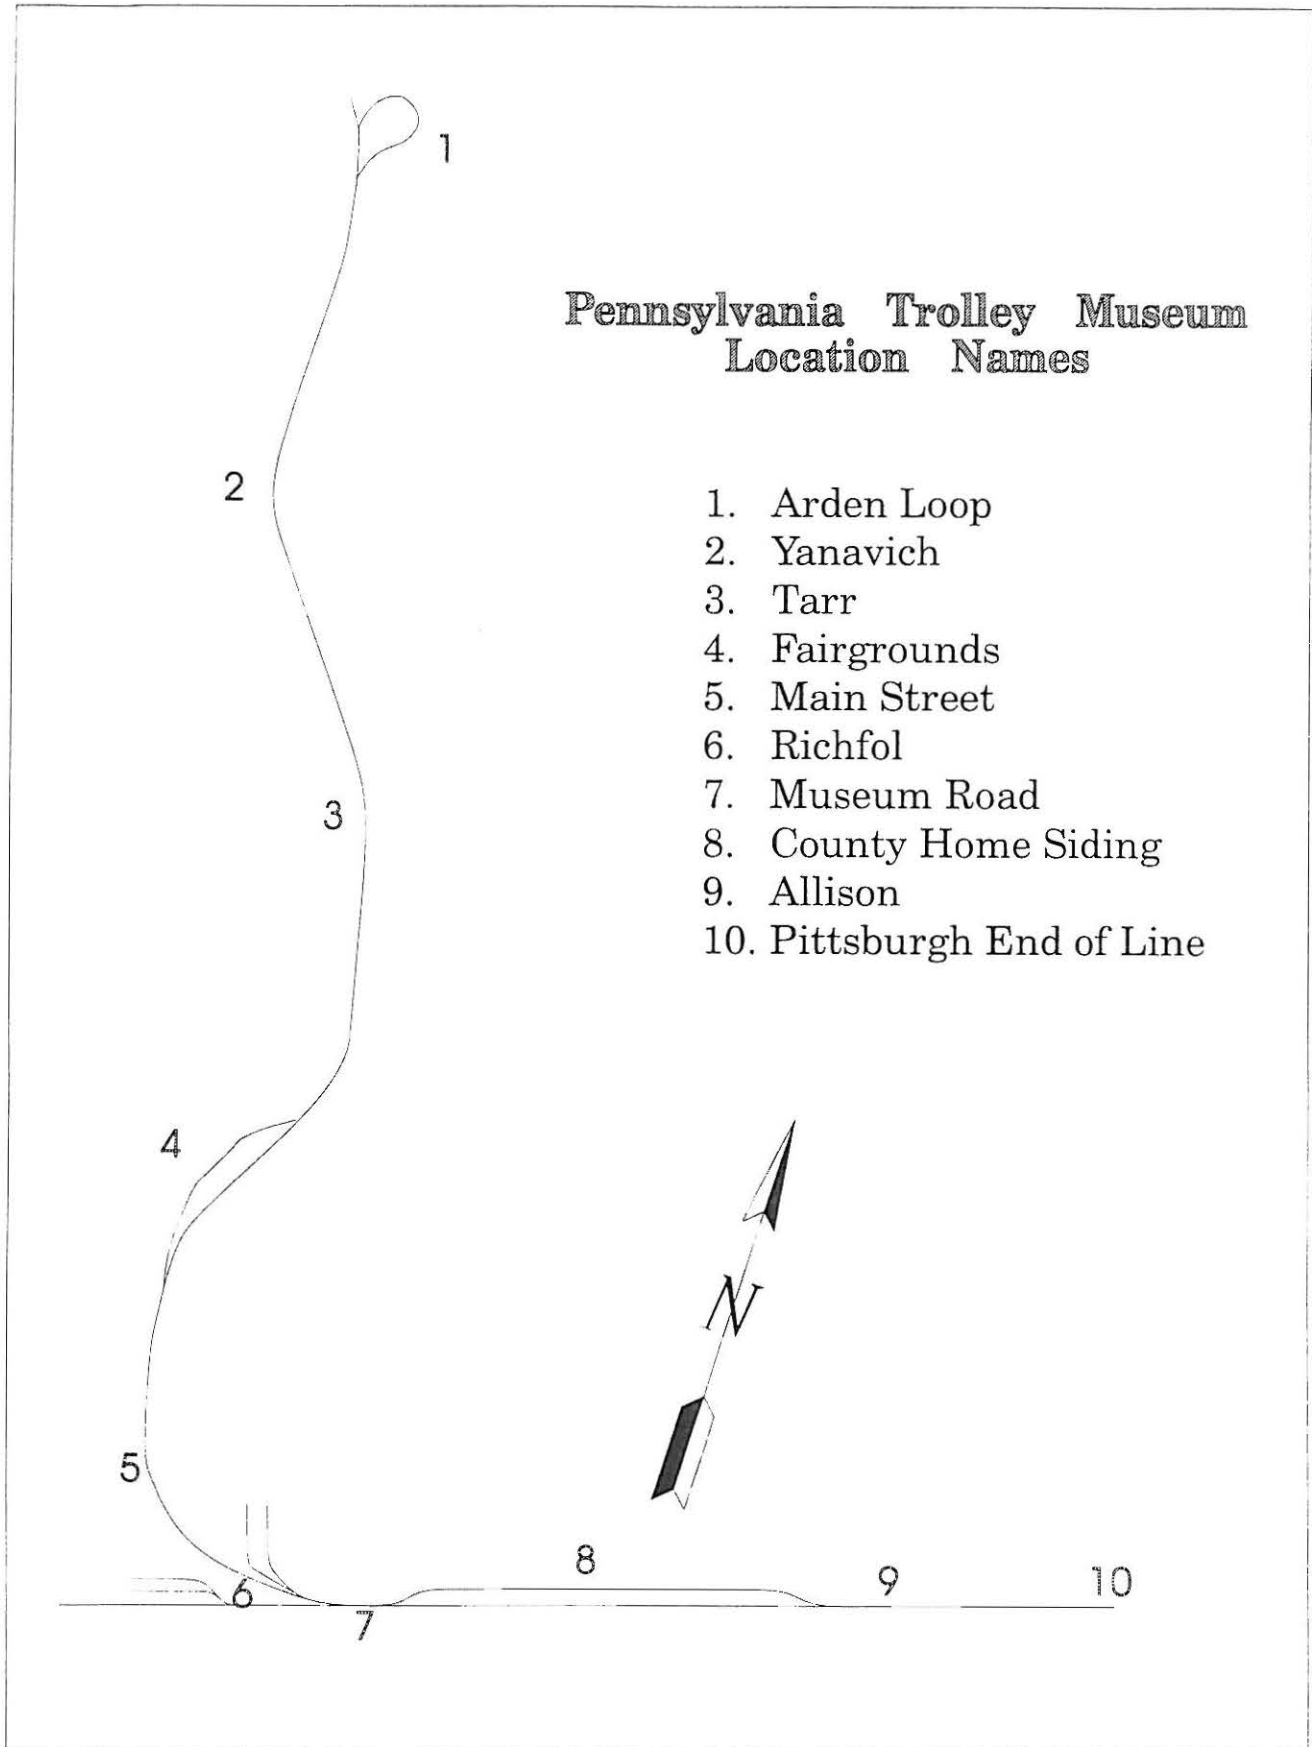 1
Pennsylvania Trolley Museum
Location Names
2
1. Arden Loop
2. Yanavich
3. Tarr
4. Fairgrounds
5. Main Street
6. Richfol
7. Museum Road
8. County Home Siding
9. Allison
10. Pittsburgh End of Line
3
4
N
5
8
6
9
10
7